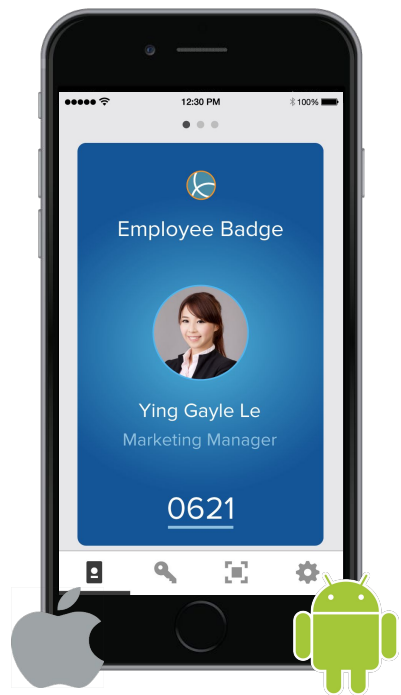 12:30 PM
100%
Employee Badge
Ying Gayle Le
Marketing Manager
0621